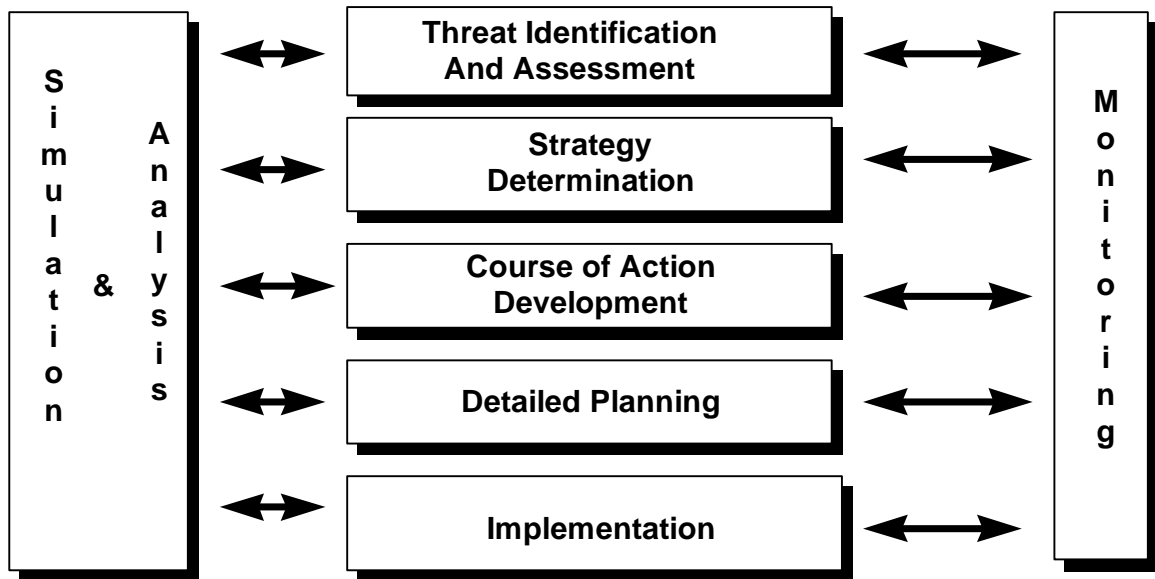 Simulation
&
Analysis
Threat Identification
And Assessment
Strategy
Determination
Course of Action
Development
Detailed Planning
Implementation
Monitoring